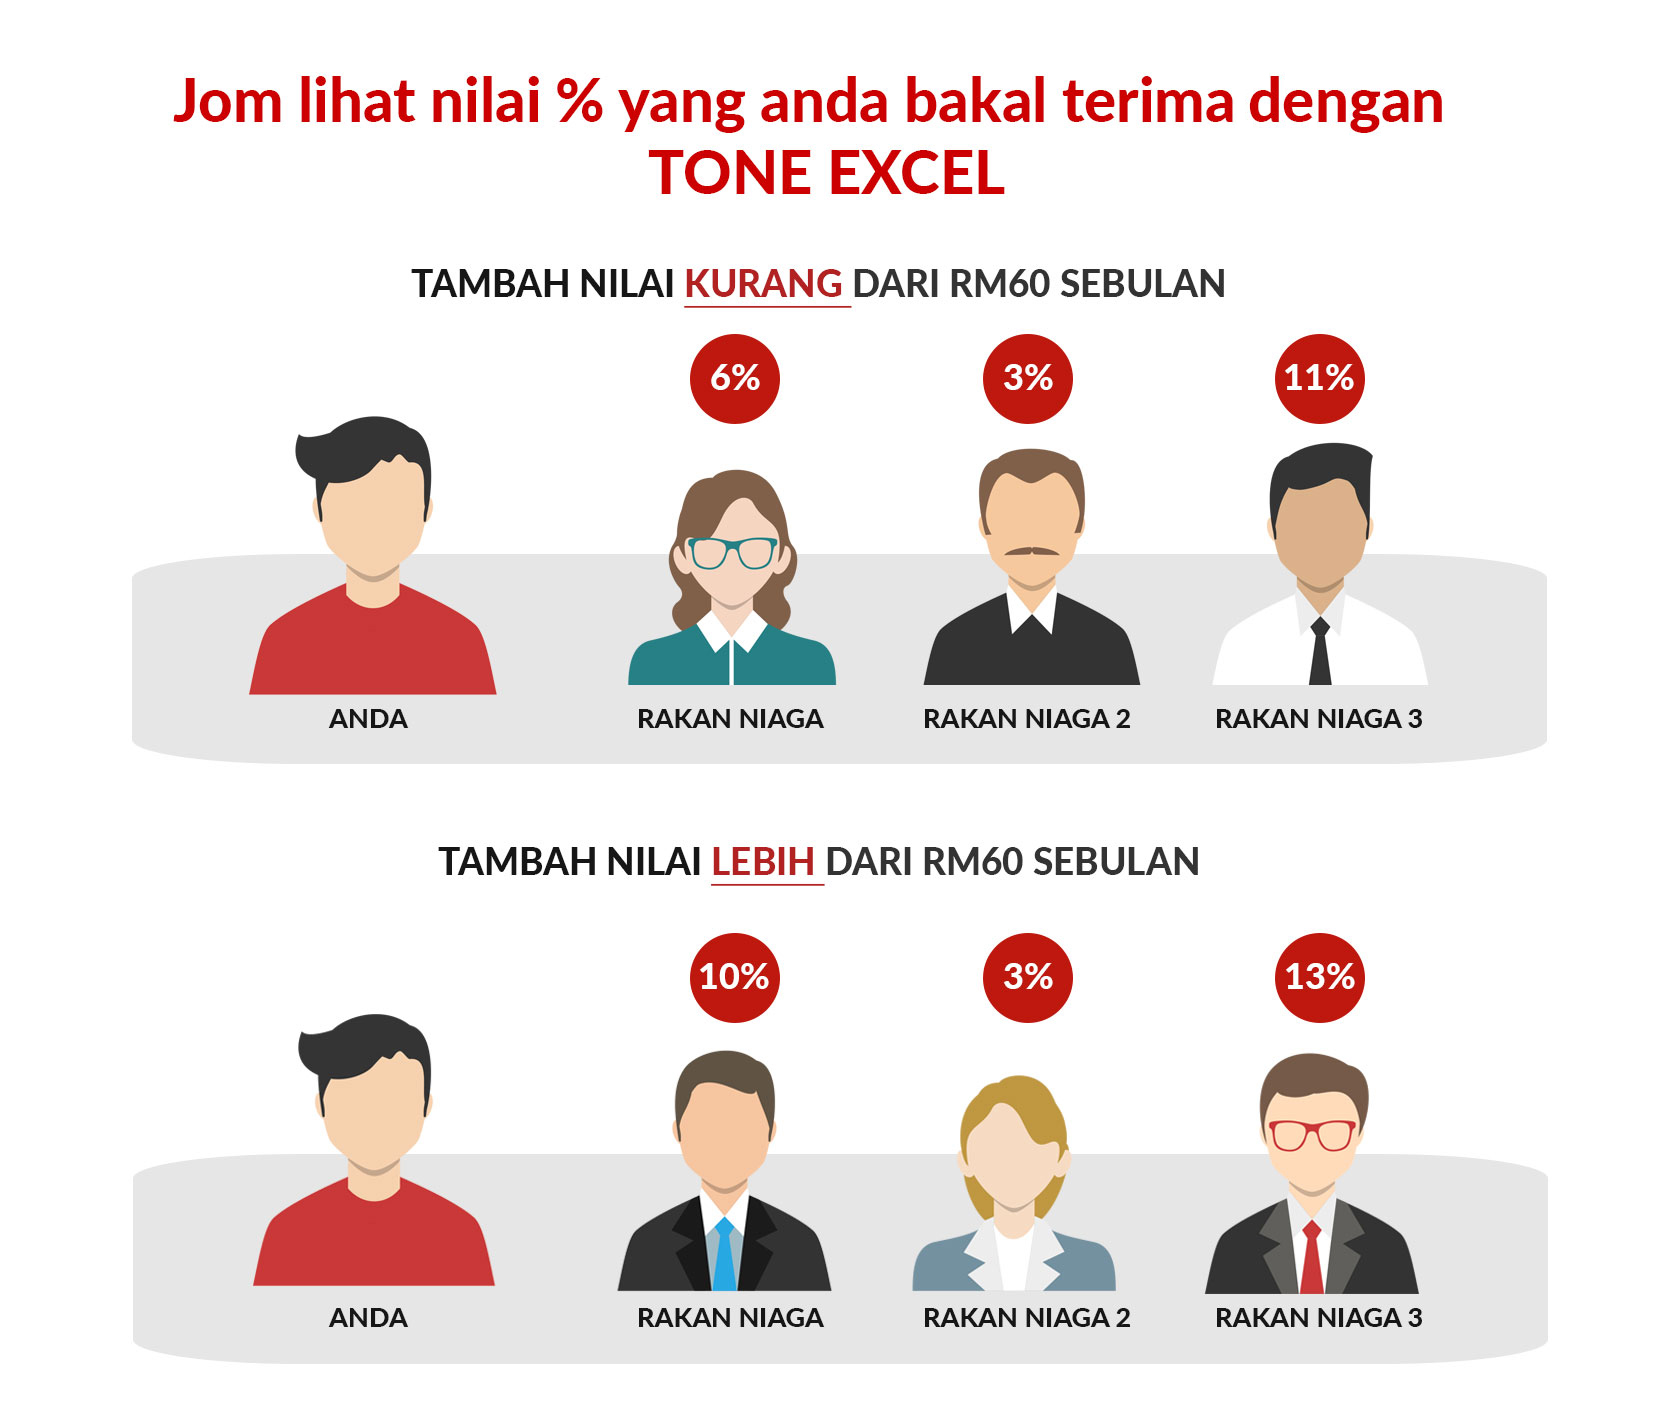 Jom lihat nilai % yang anda bakal terima dengan
TONE EXCEL
TAMBAH NILAI KURANG DARI RM60 SEBULAN
6% 3% 11%
ANDA RAKAN NIAGA RAKAN NIAGA 2 RAKAN NIAGA 3
TAMBAH NILAI LEBIH DARI RM60 SEBULAN
10% 3% 13%
ANDA RAKAN NIAGA RAKAN NIAGA 2 RAKAN NIAGA 3